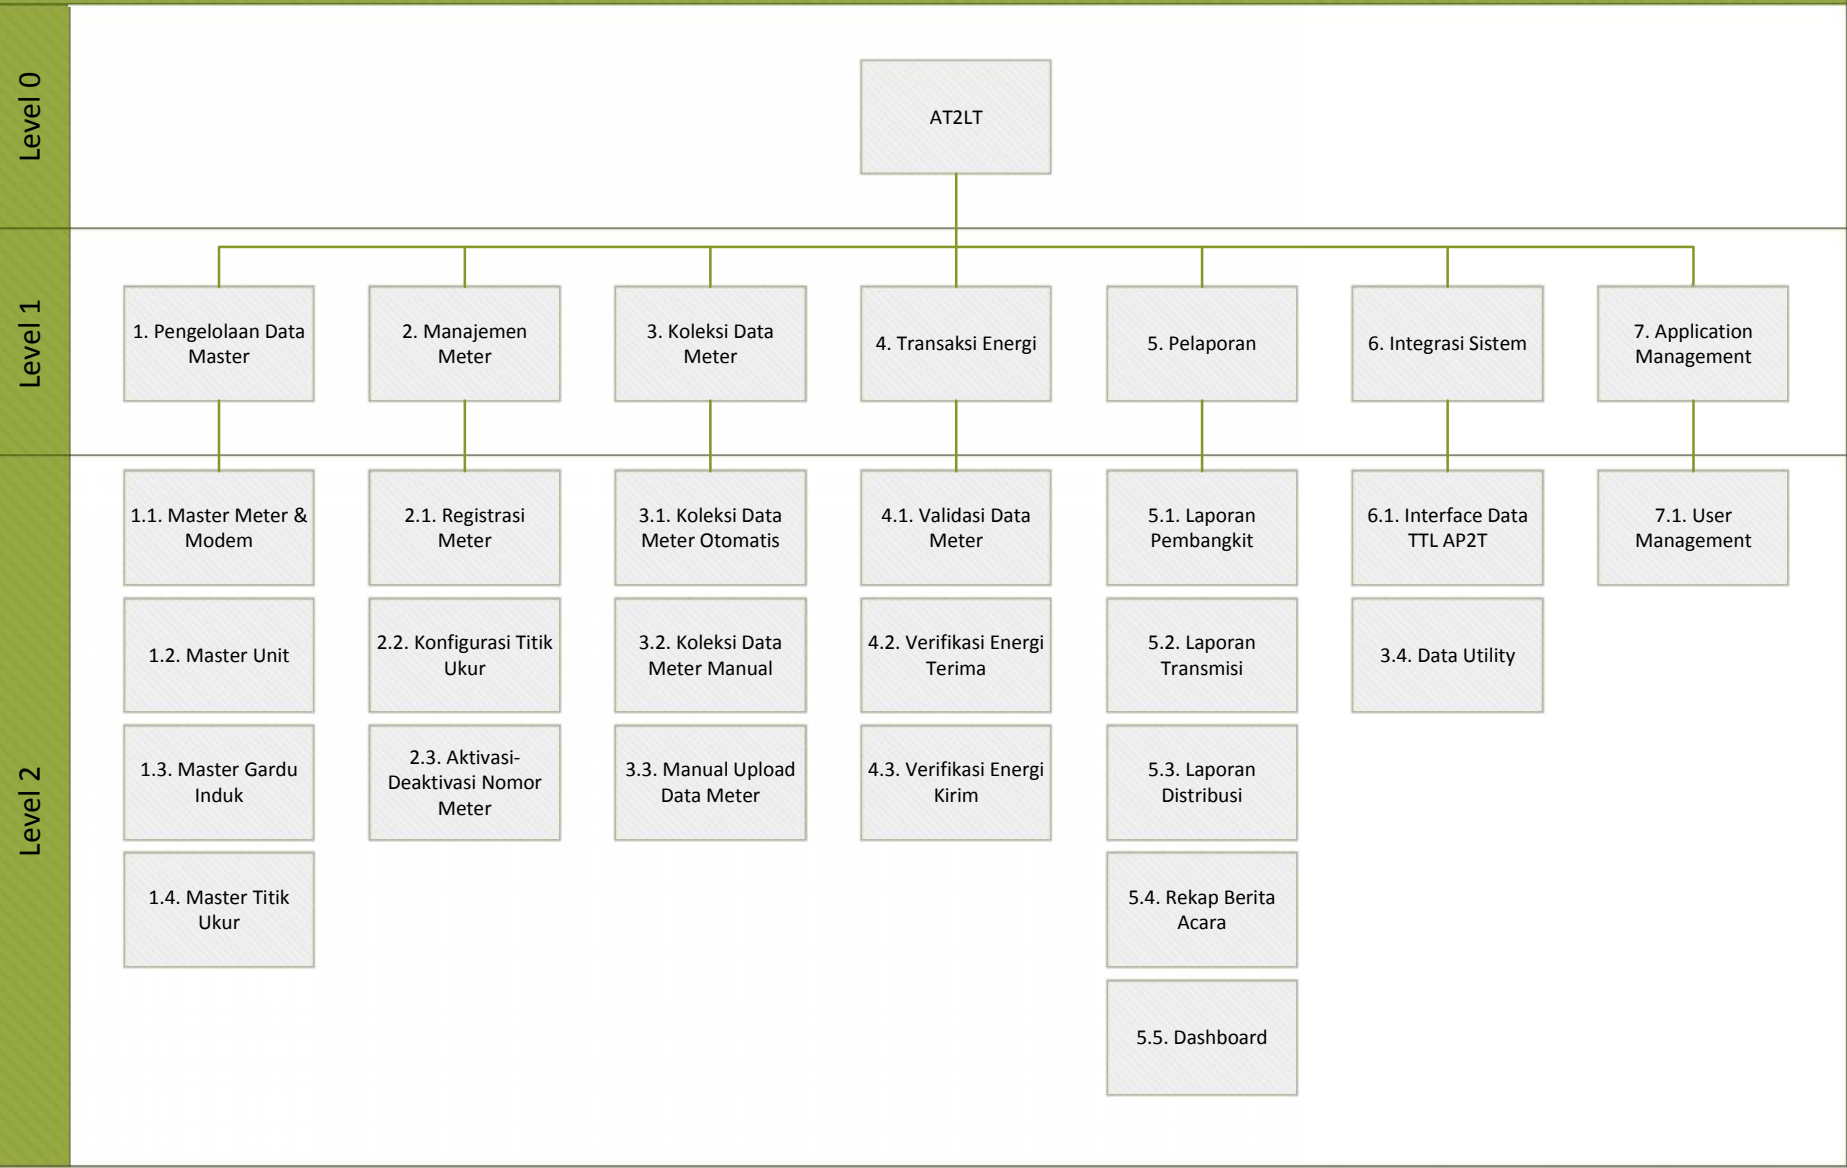 Level 0
AT2LT
Level 1
1. Pengelolaan Data
Master
2. Manajemen
Meter
3. Koleksi Data
Meter
4. Transaksi Energi
5. Pelaporan
6. Integrasi Sistem
7. Application
Management
Level 2
1.1. Master Meter &
Modem
1.2. Master Unit
1.3. Master Gardu
Induk
1.4. Master Titik
Ukur
2.1. Registrasi
Meter
2.2. Konfigurasi Titik
Ukur
2.3. Aktivasi-
Deaktivasi Nomor
Meter
3.1. Koleksi Data
Meter Otomatis
3.2. Koleksi Data
Meter Manual
3.3. Manual Upload
Data Meter
4.1. Validasi Data
Meter
4.2. Verifikasi Energi
Terima
4.3. Verifikasi Energi
Kirim
5.1. Laporan
Pembangkit
5.2. Laporan
Transmisi
5.3. Laporan
Distribusi
5.4. Rekap Berita
Acara
5.5. Dashboard
6.1. Interface Data
TTL AP2T
3.4. Data Utility
7.1. User
Management